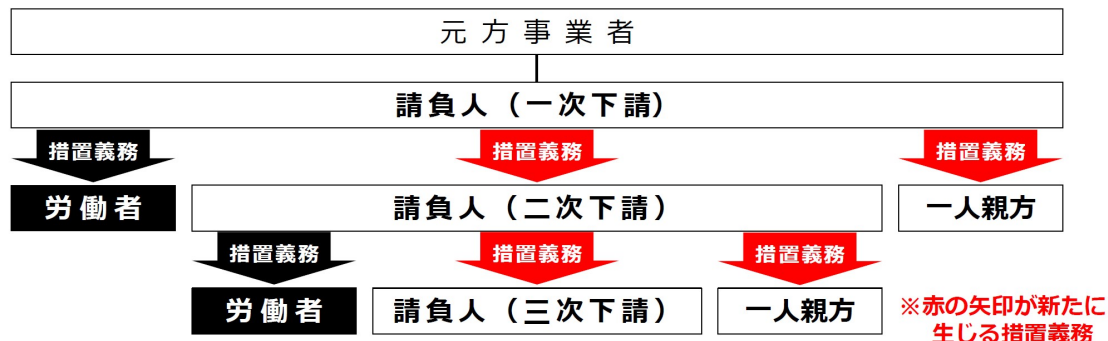 元方事業者
請負人（一次下請）
措置義務 措置義務 措置義務
労働者 請負人（二次下請） 一人親方
措置義務 措置義務 措置義務
労働者 請負人（三次下請） 一人親方
※赤の矢印が新たに
生じる措置義務